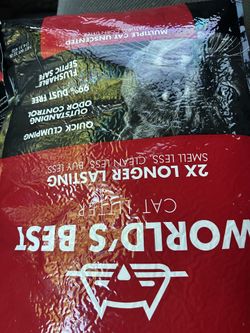 WORLD'S BEST
CAT LITTER
2X LONGER LASTING
SMELL LESS. CLEAN LESS. BUY LESS.
QUICK CLUMPING
OUTSTANDING
ODOR CONTROL
99% DUST FREE
FLUSHABLE
SEPTIC SAFE
MULTIPLE CAT UNSCENTED